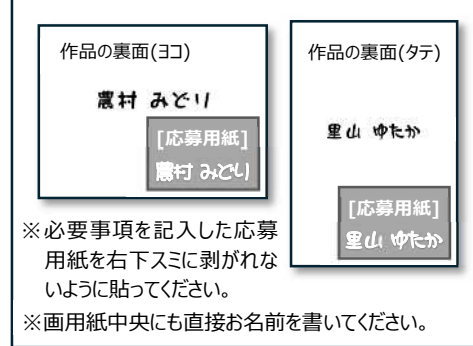 作品の裏面(ヨコ)
農村 みどり
[応募用紙]
農村 みどり
作品の裏面(タテ)
里山 ゆたか
[応募用紙]
里山 ゆたか
※必要事項を記入した応募
用紙を右下スミに剥がれな
いように貼ってください。
※画用紙中央にも直接お名前を書いてください。